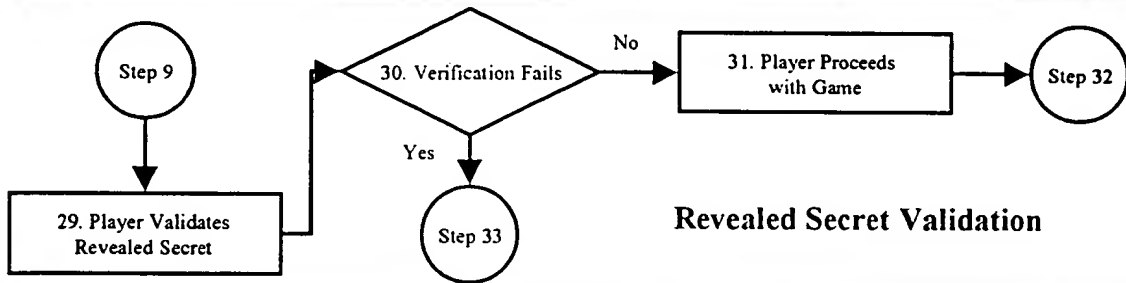 Step 9
29. Player Validates
Revealed Secret
30. Verification Fails
No
Yes
31. Player Proceeds
with Game
Step 32
Step 33
Revealed Secret Validation